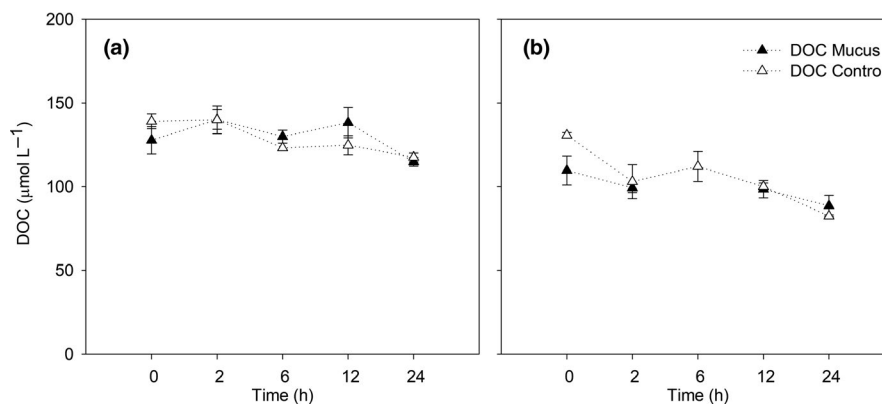 200
150
100
50
0
DOC (μmol L−1)
(a)
0 2 6 12 24
Time (h)
(b)
DOC Mucus
DOC Contro
0 2 6 12 24
Time (h)